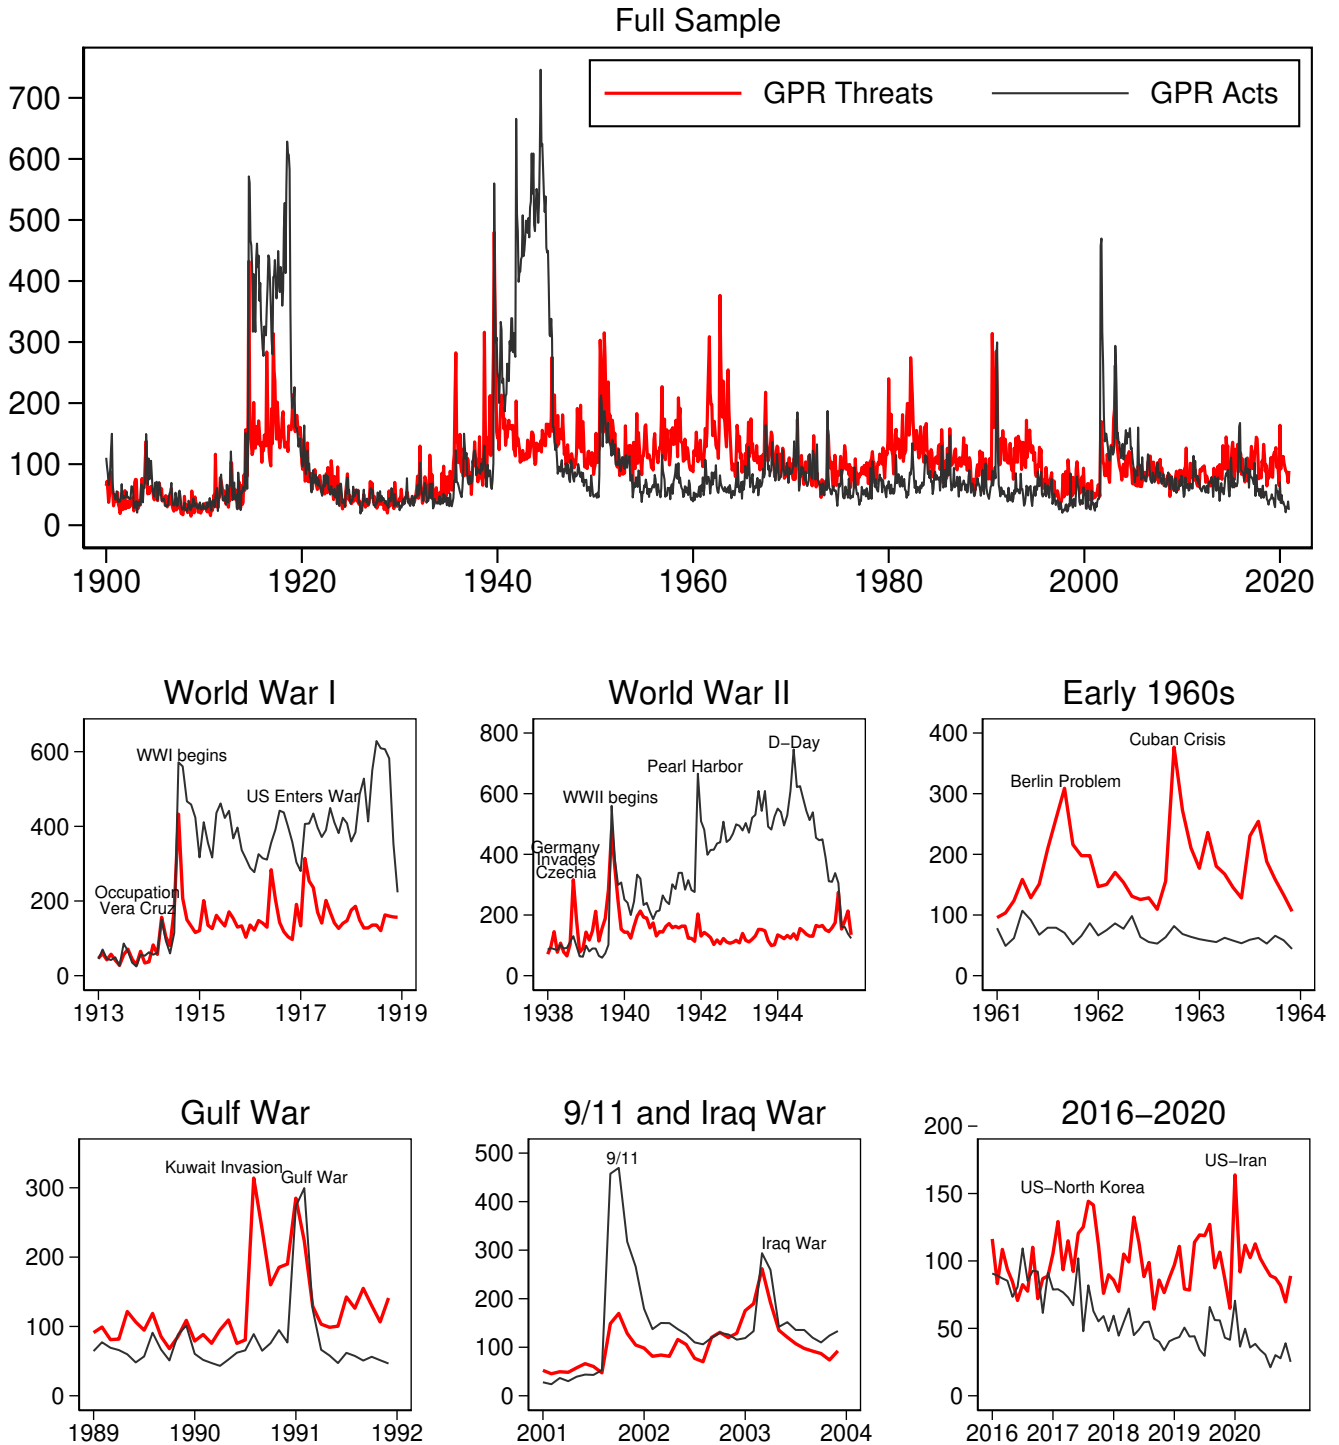 Full Sample
GPR Threats
GPR Acts
700
600
500
400
300
200
100
0
1900 1920 1940 1960 1980 2000 2020
World War I
600
400
200
0
WWI begins
US Enters War
Occupation
Vera Cruz
1913 1915 1917 1919
World War II
800
600
400
200
0
D−Day
Pearl Harbor
WWII begins
Germany
Invades
Czechia
1938 1940 1942 1944
Early 1960s
400
300
200
100
0
Cuban Crisis
Berlin Problem
1961 1962 1963 1964
Gulf War
300
200
100
0
Kuwait Invasion
Gulf War
1989 1990 1991 1992
9/11 and Iraq War
500
400
300
200
100
0
9/11
Iraq War
2001 2002 2003 2004
2016−2020
200
150
100
50
0
US−Iran
US−North Korea
2016 2017 2018 2019 2020